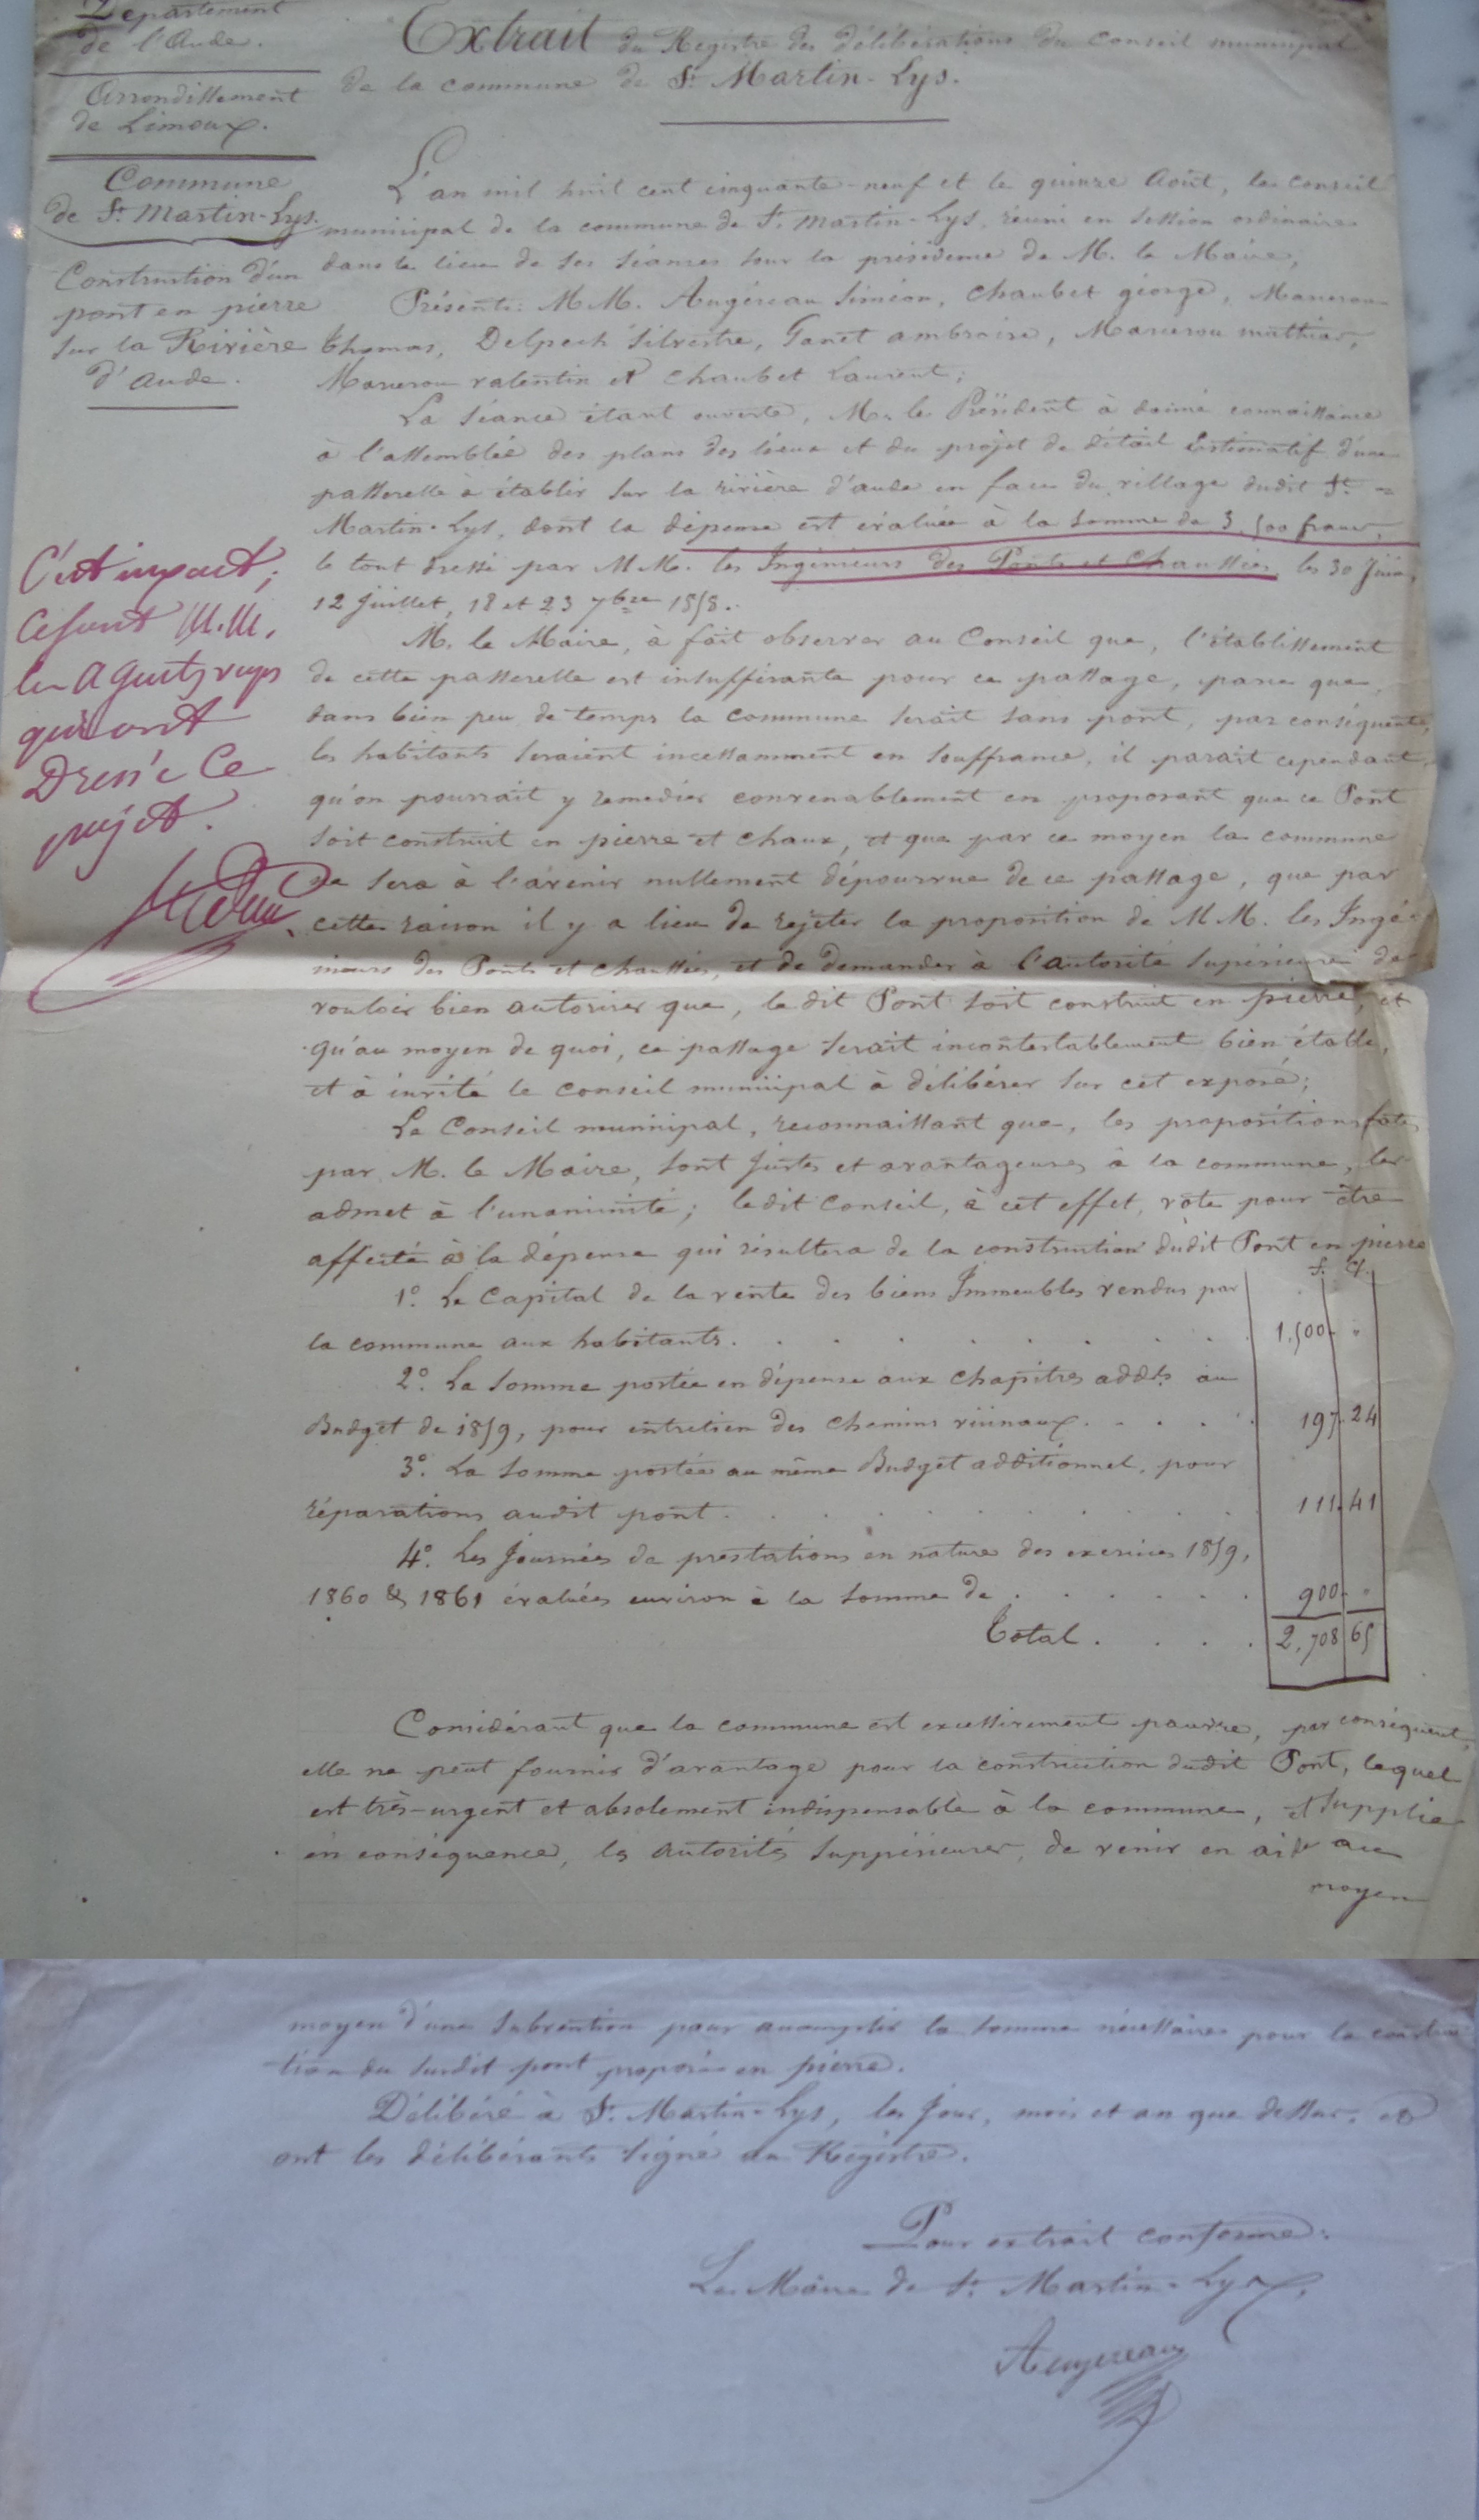 Département
de l'Aude.
Arrondissement
de Limoux.
Commune
de St. Martin-Lys.
Construction d'un
pont en pierre
sur la Rivière
d'Aude.
C'est inexact;
Ce sont M.M.
les Agents voyers
qui ont
Dressé Ce
projet.
Extrait du Registre des délibérations du Conseil municipal
de la commune de St. Martin-Lys.
L'an mil huit cent cinquante-neuf et le quinze Août, le conseil
municipal de la commune de St. Martin-Lys, réuni en session ordinaire
dans le lieu de ses séances sous la présidence de M. le Maire,
Présents: MM. Augéreau Siméon, Chaubet géorge, Marcerou
Thomas, Delpech Silvestre, Ganet ambroise, Marcerou mathias,
Marcerou valentin et Chaubet Laurent;
La Séance étant ouverte, Mr. le Président à donné connaissance
à l'assemblée des plans des lieux et du projet de détail Estimatif d'une
passerelle à établir sur la rivière d'aude en face du village dudit St. =
Martin-Lys, dont la dépense est évaluée à la somme de 3,500 francs,
le tout dressé par MM. les Ingénieurs des Ponts et Chaussées, les 30 Juin,
12 Juillet, 18 et 23 7bre 1858.
M. le Maire, à fait observer au Conseil que, l'établissement
de cette passerelle est insuffisante pour ce passage, parce que,
dans bien peu de temps la commune serait sans pont, par conséquent,
les habitants seraient incessamment en souffrance, il parait cependant,
qu'on pourrait y remedier convenablement en proposant que ce Pont
soit construit en pierre et chaux, et que par ce moyen la commune
ne sera à l'avenir nullement dépourvue de ce passage, que par
cette raison il y a lieu de rejeter la proposition de MM. les Ingé-
nieurs des Ponts et chaussées, et de demander à l'autorité supérieure de
vouloir bien autoriser que, le dit Pont soit construit en pierre, et
qu'au moyen de quoi, ce passage serait incontestablement bien établi,
et à invité le conseil municipal à délibérer sur cet exposé;
Le Conseil municipal, reconnaissant que, les propositions faites
par M. le Maire, sont justes et avantageuses à la commune, les
admet à l'unanimité; ledit Conseil, à cet effet, vote pour être
affecté à la dépense qui résultera de la construction dudit Pont en pierre
f. c.
1°. Le Capital de la vente des biens Immeubles vendus par
la commune aux habitants. . . . . . . . 1,500 "
2°. La Somme portée en dépense aux chapitres addls au
Budget de 1859, pour entretien des chemins vicinaux. . . . . 197. 24
3°. La Somme portée au même Budget additionnel, pour
réparations audit pont. . . . . . . . 111. 41
4°. Les Journées de prestations en nature des exercices 1859,
1860 & 1861 évaluées environ à la somme de . . . . . . 900 "
Total . . . . 2,708 65
Considérant que la commune est excessivement pauvre, par conséquent,
elle ne peut fournir d'avantage pour la construction dudit Pont, lequel
est très-urgent et absolement indispensable à la commune, et supplie
en conséquence, les autorités suppérieures, de venir en aide au
moyen
moyen d'une subvention pour accomplir la somme nécessaire pour la construc
-tion du susdit pont proposé en pierre.
Délibéré à St. Martin-Lys, les jour, mois et an que dessus, et
ont les délibérants signé au Régistre.
Pour extrait conforme:
Le Maire de St. Martin-Lys,
Augereau